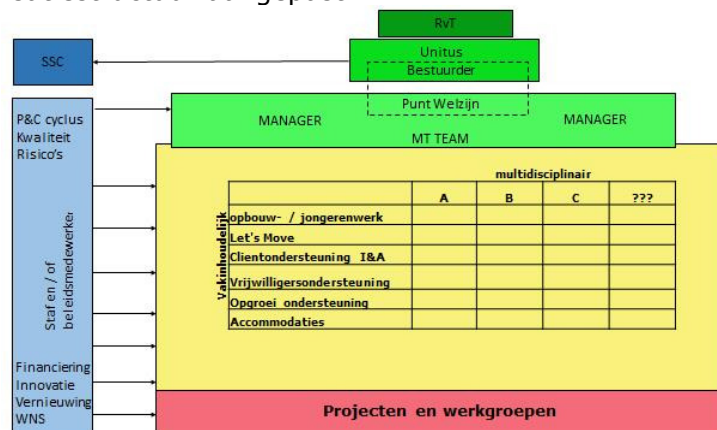 RvT
Unitus
Bestuurder
SSC
Punt Welzijn
MANAGER
MANAGER
MT TEAM
P&C cyclus
Kwaliteit
Risico's
Staf en / of
beleidsmedewerker
Financiering
Innovatie
Vernieuwing
WNS
multidisciplinair
A B C ???
Vakinhoudelijk
opbouw- / jongerenwerk
Let's Move
Clientondersteuning I&A
Vrijwilligersondersteuning
Opgroei ondersteuning
Accommodaties
Projecten en werkgroepen